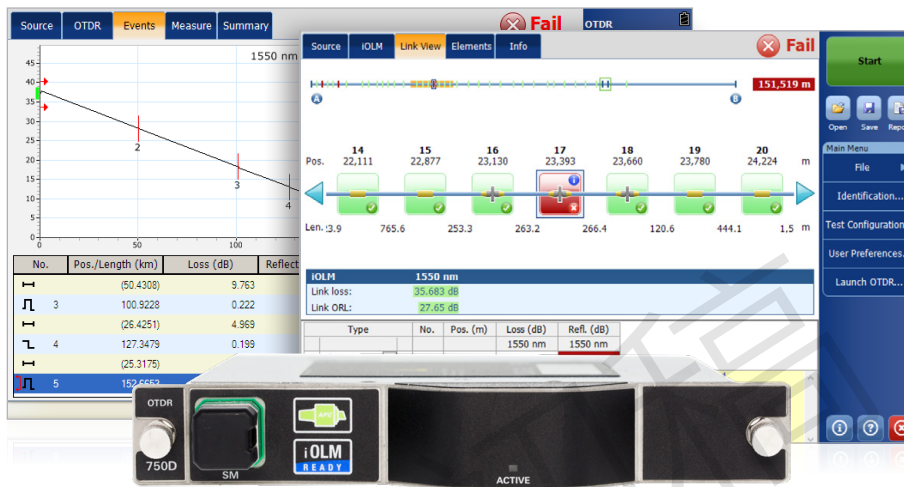 Source OTDR Events Measure Summary
Fail
OTDR
1550 nm
45
40
35
30
25
20
15
10
5
0
0 50 100
2
3
4
No. Pos./Length (km) Loss (dB)
(50.4308) 9.763
3 100.9228 0.222
(26.4251) 4.969
4 127.3479 0.199
(25.3175)
5 152.6653
Source iOLM Link View Elements Info
Fail
151,519 m
A
B
14 15 16 17 18 19 20
Pos. 22,111 22,877 23,130 23,393 23,660 23,780 24,224 m
Len. 765.6 253.3 263.2 266.4 120.6 444.1 1,5 m
iOLM 1550 nm
Link loss: 35.683 dB
Link ORL: 27.65 dB
Type No. Pos. (m) Loss (dB) Refl. (dB)
1550 nm 1550 nm
Start
Open Save
Main Menu
File
Identification...
Test Configuration
User Preferences.
Launch OTDR...
OTDR
750D
SM
APC
iOLM
READY
ACTIVE
信